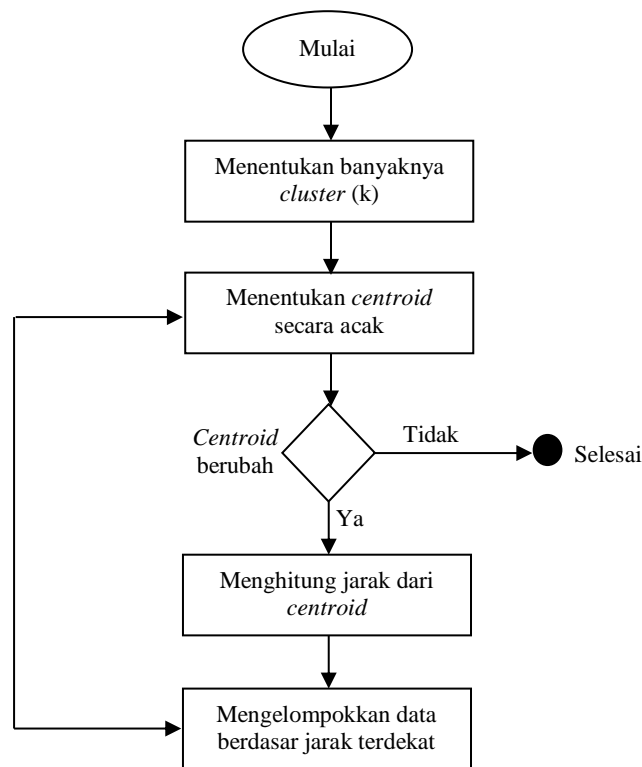 Mulai
Menentukan banyaknya
cluster (k)
Menentukan centroid
secara acak
Centroid
berubah
Tidak
Selesai
Ya
Menghitung jarak dari
centroid
Mengelompokkan data
berdasar jarak terdekat